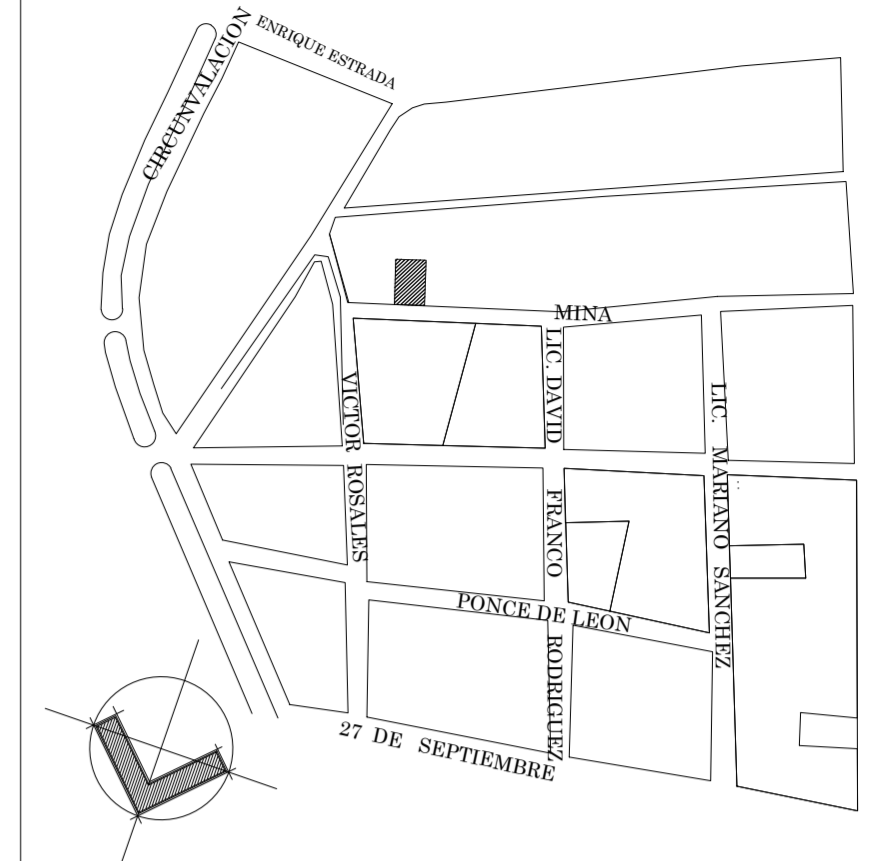 ENRIQUE ESTRADA
CIRCUNVALACION
MINA
LIC. DAVID FRANCO RODRIGUEZ
VICTOR ROSALES
LIC. MARIANO SANCHEZ
PONCE DE LEON
27 DE SEPTIEMBRE